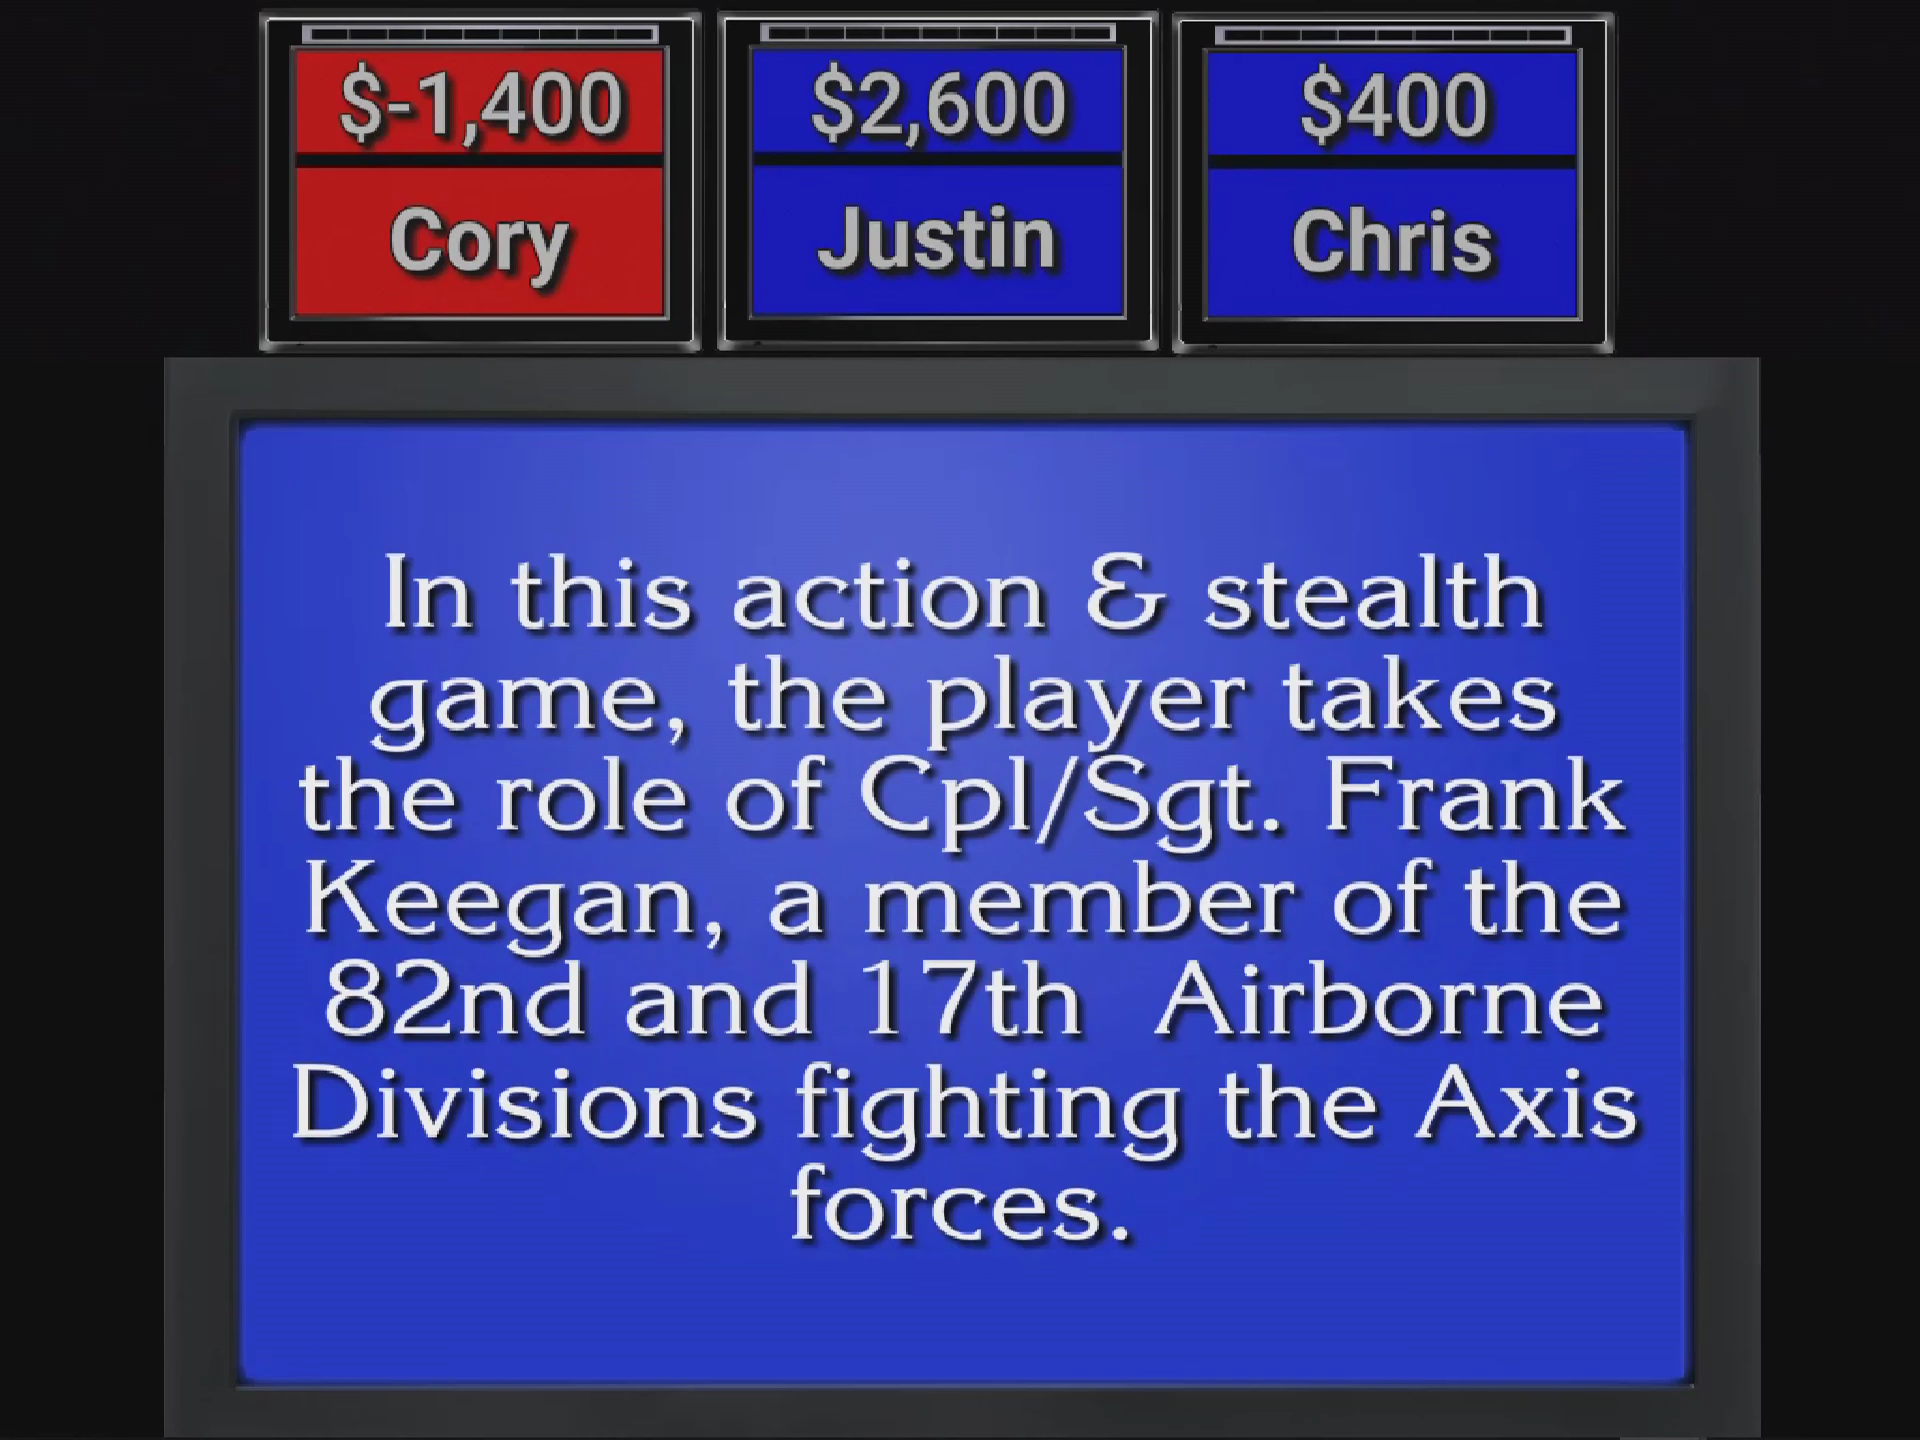 $-1,400
Cory
$2,600
Justin
$400
Chris
In this action & stealth
game, the player takes
the role of Cpl/Sgt. Frank
Keegan, a member of the
82nd and 17th Airborne
Divisions fighting the Axis
forces.